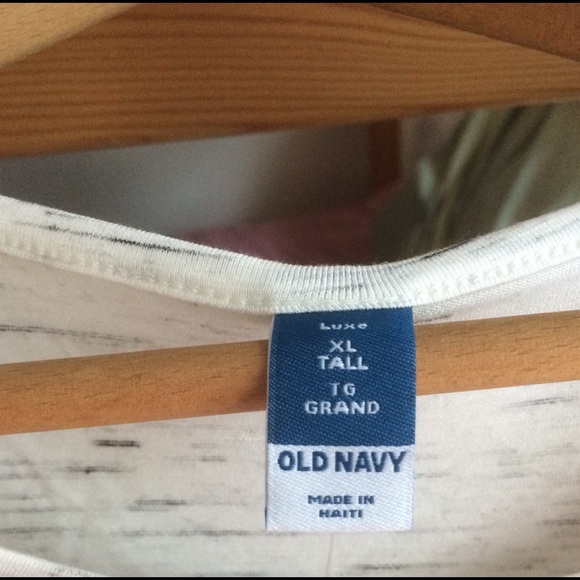 Luxe
XL
TALL
TG
GRAND
OLD NAVY
MADE IN
HAITI